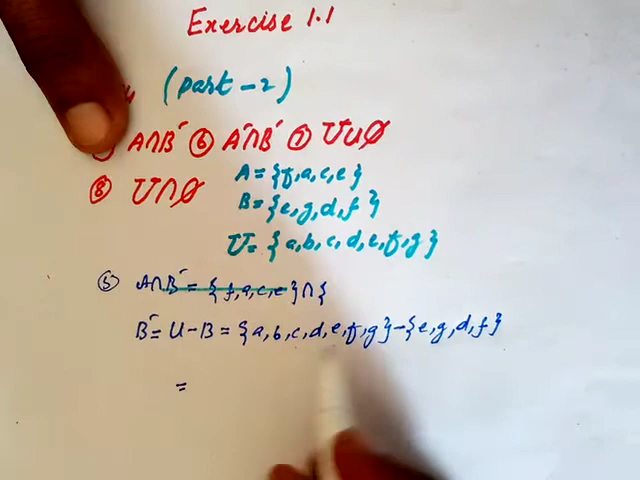 Exercise 1.1
(Part-2)
A∩B′ ⑥ A′∩B′ ⑦ U∪∅
⑧ U∩∅
A = {f,a,c,e}
B = {e,g,d,f}
U = {a,b,c,d,e,f,g}
⑤ A∩B′ = {f,a,c,e}∩{
B′ = U-B = {a,b,c,d,e,f,g}-{e,g,d,f}
=